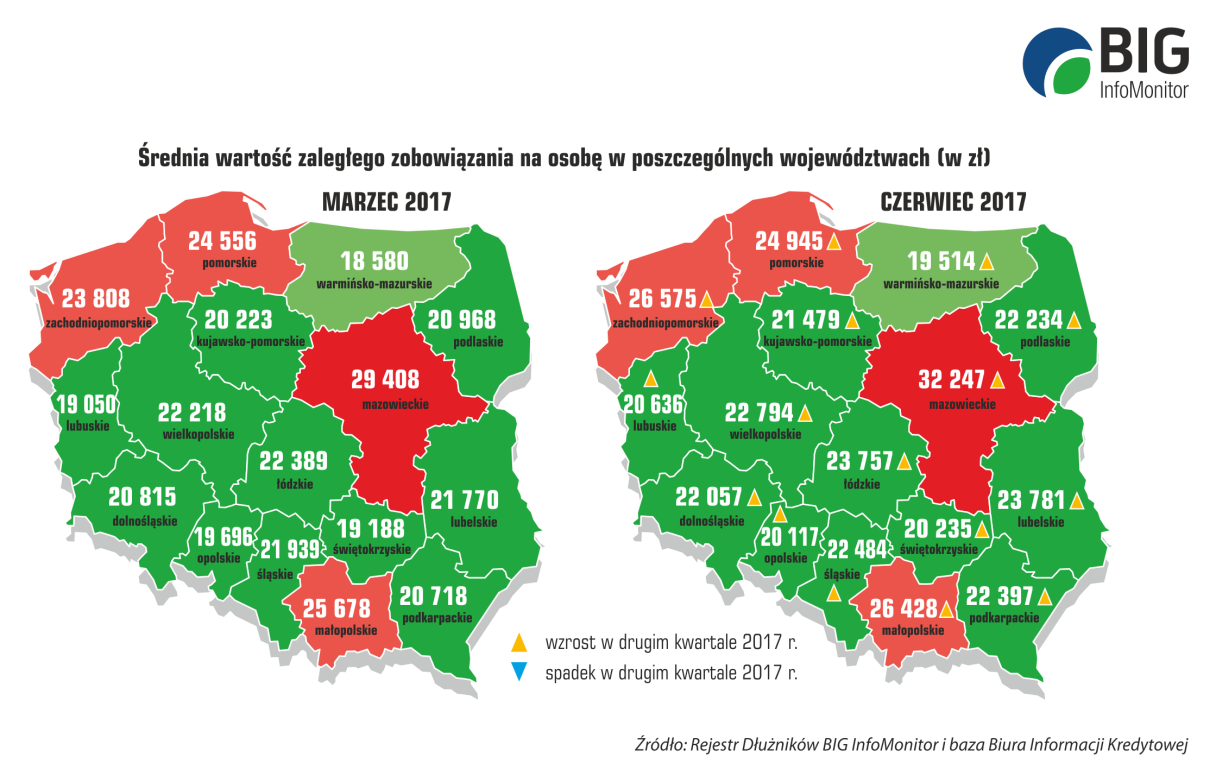 BIG
InfoMonitor
Średnia wartość zaległego zobowiązania na osobę w poszczególnych województwach (w zł)
MARZEC 2017
24 556
pomorskie
18 580
warmińsko-mazurskie
23 808
zachodniopomorskie
20 223
kujawsko-pomorskie
20 968
podlaskie
29 408
mazowieckie
19 050
lubuskie
22 218
wielkopolskie
22 389
łódzkie
20 815
dolnośląskie
21 770
lubelskie
19 696
opolskie
21 939
śląskie
19 188
świętokrzyskie
25 678
małopolskie
20 718
podkarpackie
CZERWIEC 2017
24 945
pomorskie
19 514
warmińsko-mazurskie
26 575
zachodniopomorskie
21 479
kujawsko-pomorskie
22 234
podlaskie
32 247
mazowieckie
20 636
lubuskie
22 794
wielkopolskie
23 757
łódzkie
22 057
dolnośląskie
23 781
lubelskie
20 117
opolskie
22 484
śląskie
20 235
świętokrzyskie
26 428
małopolskie
22 397
podkarpackie
wzrost w drugim kwartale 2017 r.
spadek w drugim kwartale 2017 r.
Źródło: Rejestr Dłużników BIG InfoMonitor i baza Biura Informacji Kredytowej